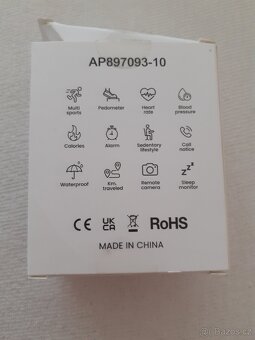 AP897093-10
Multi sports
Pedometer
Heart rate
Blood pressure
Calories
Alarm
Sedentary lifestyle
Call notice
Waterproof
Km. traveled
Remote camera
Sleep monitor
CE UK CA RoHS
MADE IN CHINA